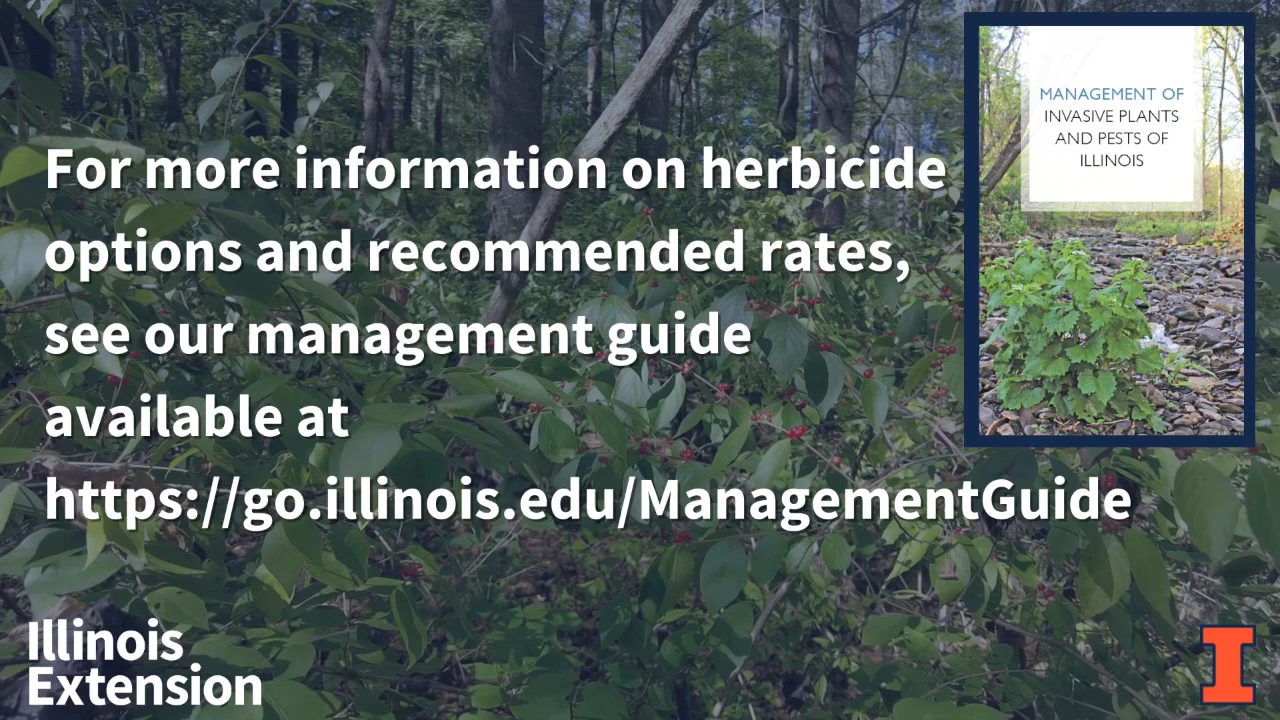 For more information on herbicide
options and recommended rates,
see our management guide
available at
https://go.illinois.edu/ManagementGuide
MANAGEMENT OF
INVASIVE PLANTS
AND PESTS OF
ILLINOIS
Illinois
Extension
I